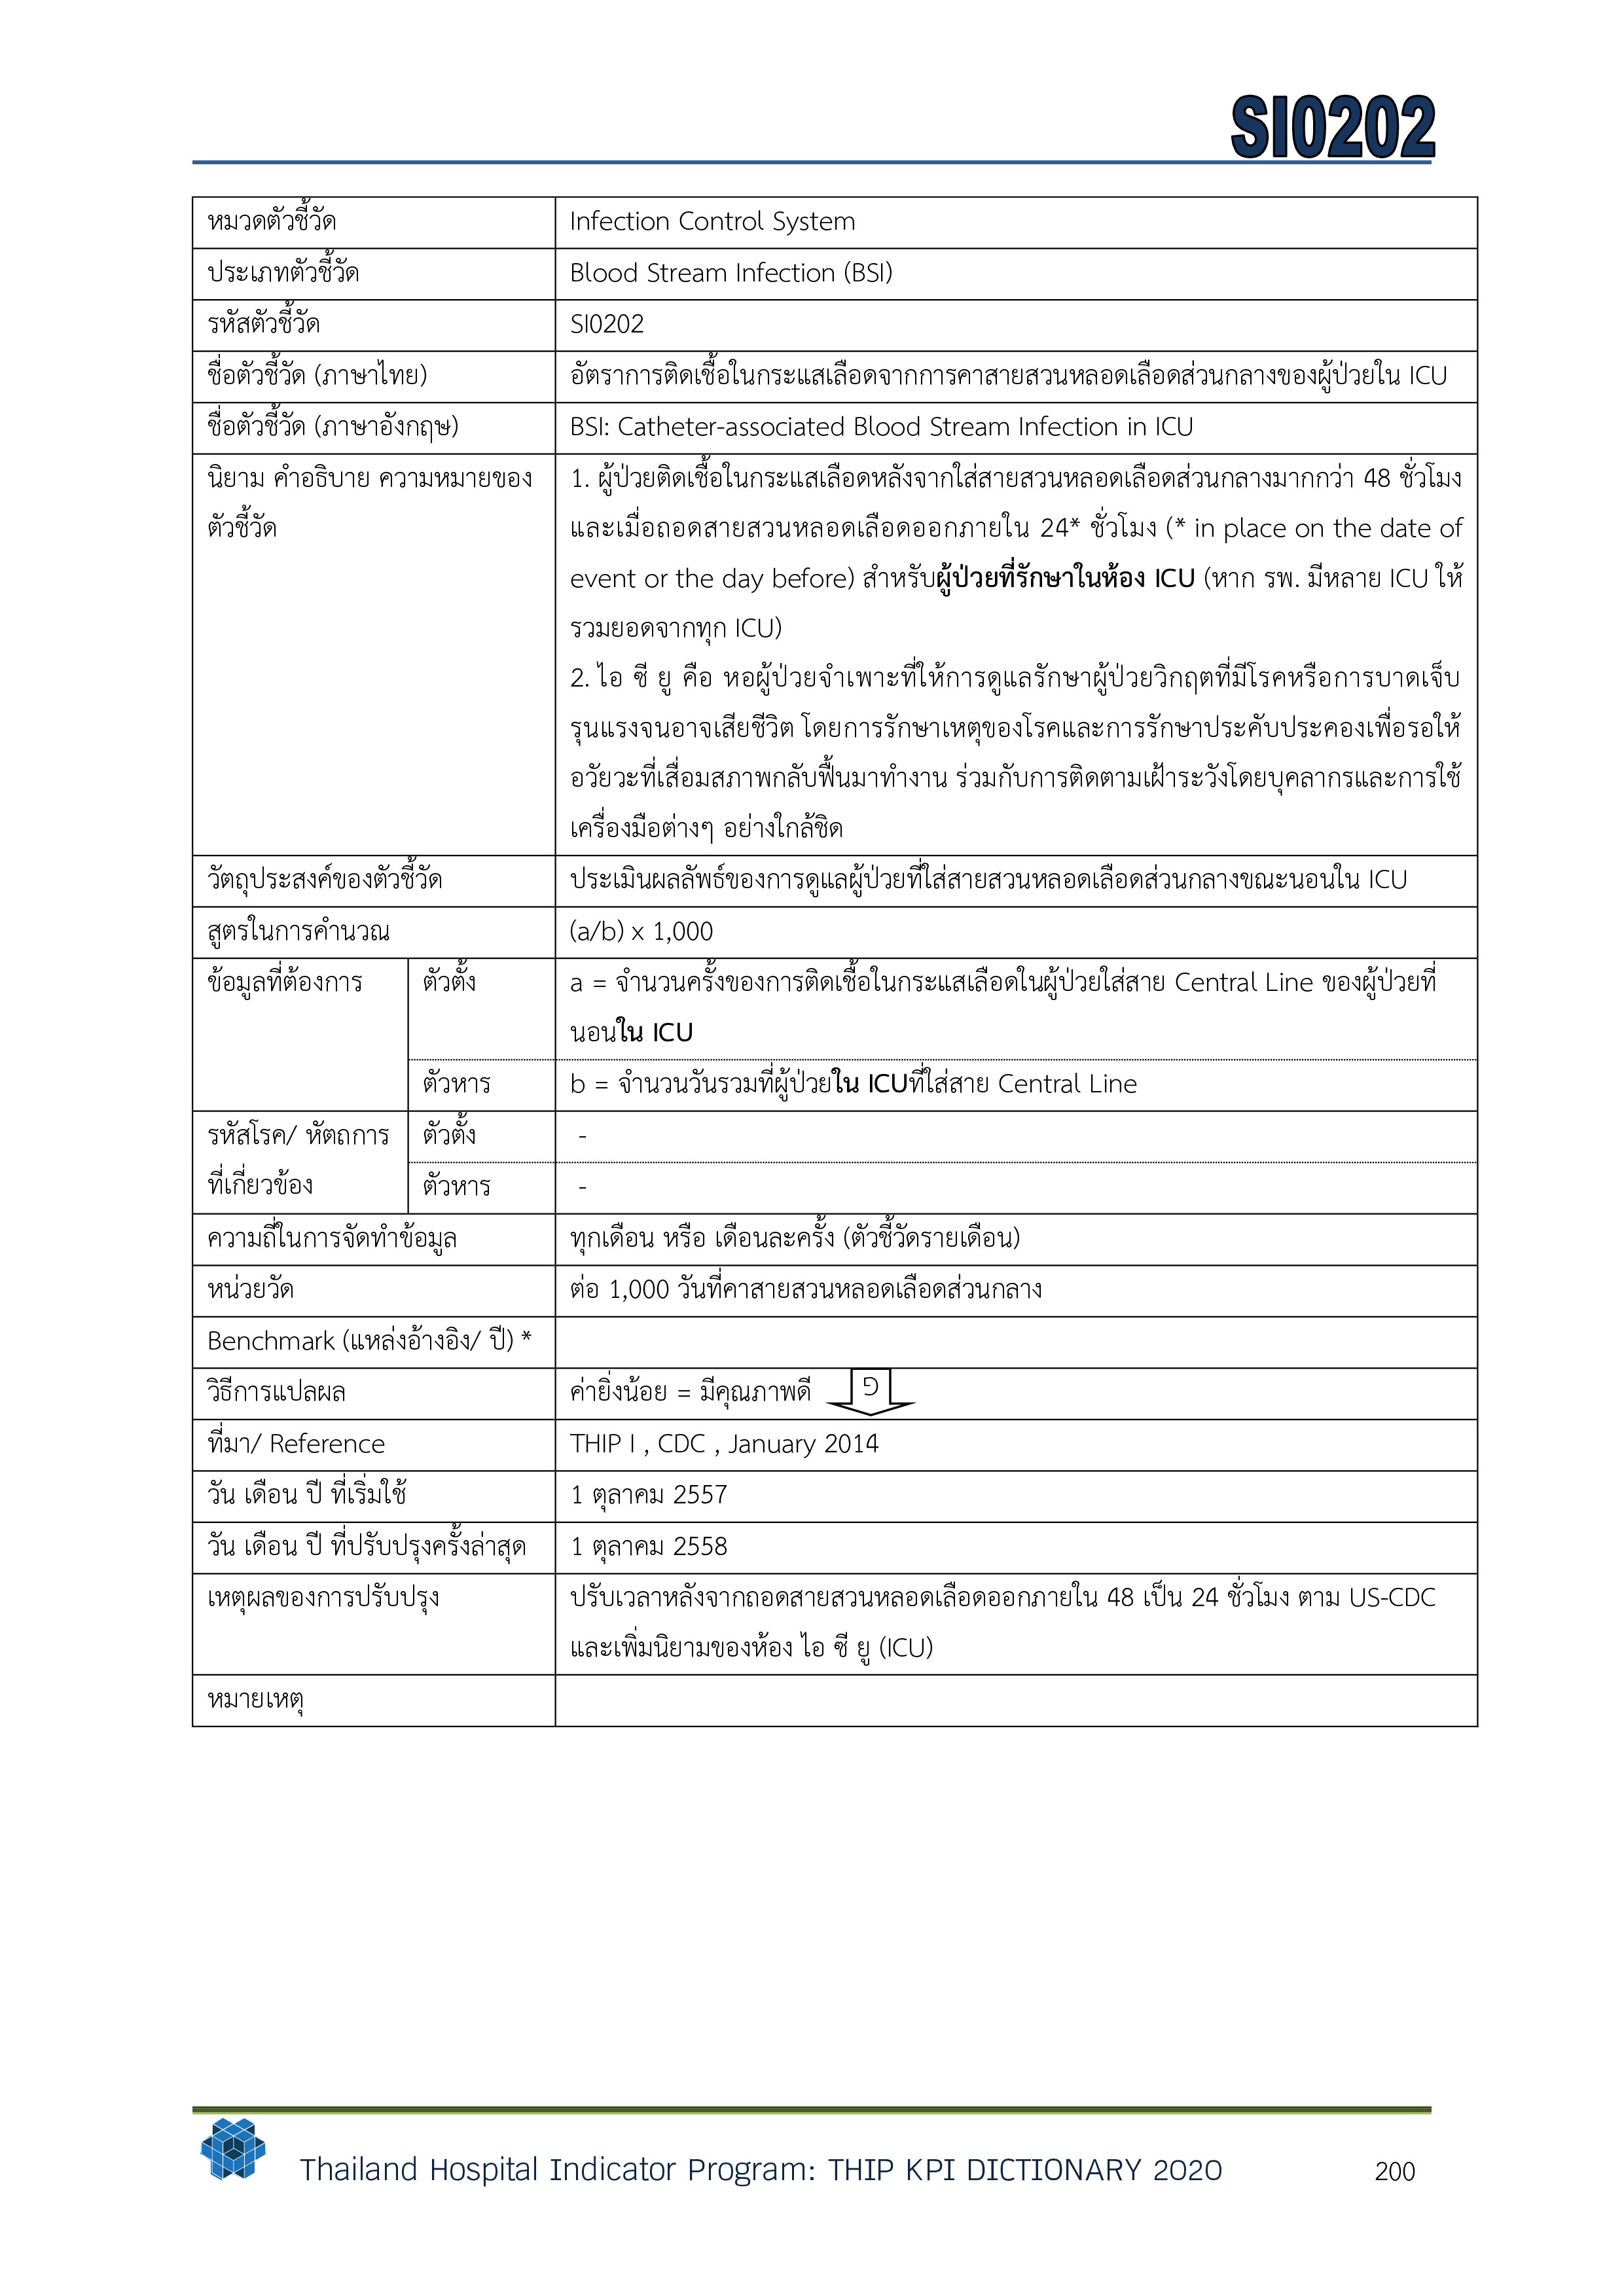 SI0202
หมวดตัวชี้วัด Infection Control System
ประเภทตัวชี้วัด Blood Stream Infection (BSI)
รหัสตัวชี้วัด SI0202
ชื่อตัวชี้วัด (ภาษาไทย) อัตราการติดเชื้อในกระแสเลือดจากการคาสายสวนหลอดเลือดส่วนกลางของผู้ป่วยใน ICU
ชื่อตัวชี้วัด (ภาษาอังกฤษ) BSI: Catheter-associated Blood Stream Infection in ICU
นิยาม คำอธิบาย ความหมายของ
ตัวชี้วัด
1. ผู้ป่วยติดเชื้อในกระแสเลือดหลังจากใส่สายสวนหลอดเลือดส่วนกลางมากกว่า 48 ชั่วโมง
และเมื่อถอดสายสวนหลอดเลือดออกภายใน 24* ชั่วโมง (* in place on the date of
event or the day before) สำหรับผู้ป่วยที่รักษาในห้อง ICU (หาก รพ. มีหลาย ICU ให้
รวมยอดจากทุก ICU)
2. ไอ ซี ยู คือ หอผู้ป่วยจำเพาะที่ให้การดูแลรักษาผู้ป่วยวิกฤตที่มีโรคหรือการบาดเจ็บ
รุนแรงจนอาจเสียชีวิต โดยการรักษาเหตุของโรคและการรักษาประคับประคองเพื่อรอให้
อวัยวะที่เสื่อมสภาพกลับฟื้นมาทำงาน ร่วมกับการติดตามเฝ้าระวังโดยบุคลากรและการใช้
เครื่องมือต่างๆ อย่างใกล้ชิด
วัตถุประสงค์ของตัวชี้วัด ประเมินผลลัพธ์ของการดูแลผู้ป่วยที่ใส่สายสวนหลอดเลือดส่วนกลางขณะนอนใน ICU
สูตรในการคำนวณ (a/b) x 1,000
ข้อมูลที่ต้องการ ตัวตั้ง a = จำนวนครั้งของการติดเชื้อในกระแสเลือดในผู้ป่วยใส่สาย Central Line ของผู้ป่วยที่
นอนใน ICU
ตัวหาร b = จำนวนวันรวมที่ผู้ป่วยใน ICUที่ใส่สาย Central Line
รหัสโรค/ หัตถการ ตัวตั้ง -
ที่เกี่ยวข้อง ตัวหาร -
ความถี่ในการจัดทำข้อมูล ทุกเดือน หรือ เดือนละครั้ง (ตัวชี้วัดรายเดือน)
หน่วยวัด ต่อ 1,000 วันที่คาสายสวนหลอดเลือดส่วนกลาง
Benchmark (แหล่งอ้างอิง/ ปี) *
วิธีการแปลผล ค่ายิ่งน้อย = มีคุณภาพดี
ที่มา/ Reference THIP I , CDC , January 2014
วัน เดือน ปี ที่เริ่มใช้ 1 ตุลาคม 2557
วัน เดือน ปี ที่ปรับปรุงครั้งล่าสุด 1 ตุลาคม 2558
เหตุผลของการปรับปรุง ปรับเวลาหลังจากถอดสายสวนหลอดเลือดออกภายใน 48 เป็น 24 ชั่วโมง ตาม US-CDC
และเพิ่มนิยามของห้อง ไอ ซี ยู (ICU)
หมายเหตุ
Thailand Hospital Indicator Program: THIP KPI DICTIONARY 2020 200